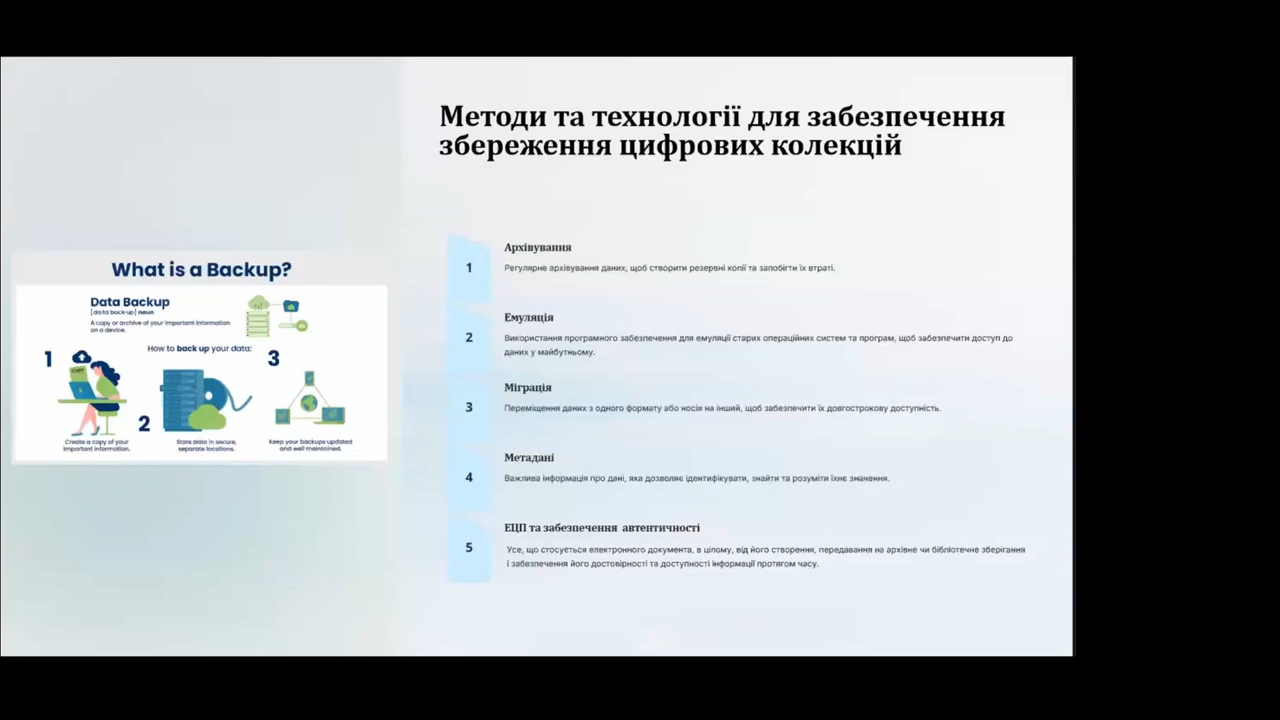 Методи та технології для забезпечення
збереження цифрових колекцій
What is a Backup?
Data Backup
[dāta back·up] noun
A copy or archive of your important information
on a device.
How to back up your data:
1
COPY
Create a copy of your
important information.
2
Store data in secure,
separate locations.
3
Keep your backups updated
and well maintained.
1
Архівування
Регулярне архівування даних, щоб створити резервні копії та запобігти їх втраті.
2
Емуляція
Використання програмного забезпечення для емуляції старих операційних систем та програм, щоб забезпечити доступ до
даних у майбутньому.
3
Міграція
Переміщення даних з одного формату або носія на інший, щоб забезпечити їх довгострокову доступність.
4
Метадані
Важлива інформація про дані, яка дозволяє ідентифікувати, знайти та розуміти їхнє значення.
5
ЕЦП та забезпечення автентичності
Усе, що стосується електронного документа, в цілому, від його створення, передавання на архівне чи бібліотечне зберігання
і забезпечення його достовірності та доступності інформації протягом часу.